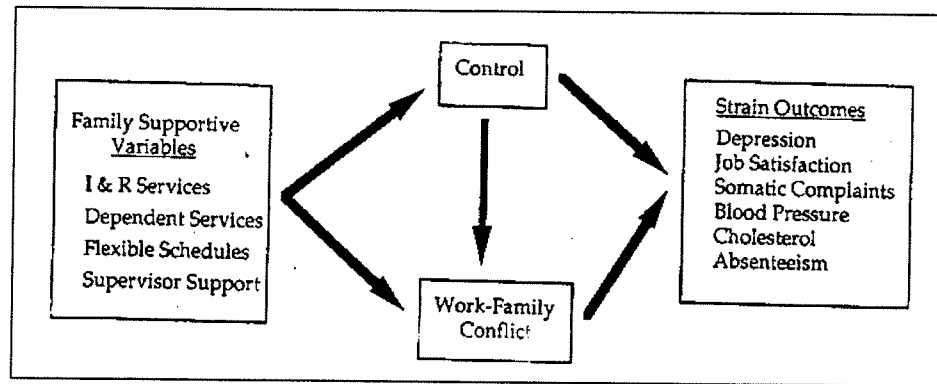 Control
Family Supportive
Variables
I & R Services
Dependent Services
Flexible Schedules
Supervisor Support
Work-Family
Conflict
Strain Outcomes
Depression
Job Satisfaction
Somatic Complaints
Blood Pressure
Cholesterol
Absenteeism